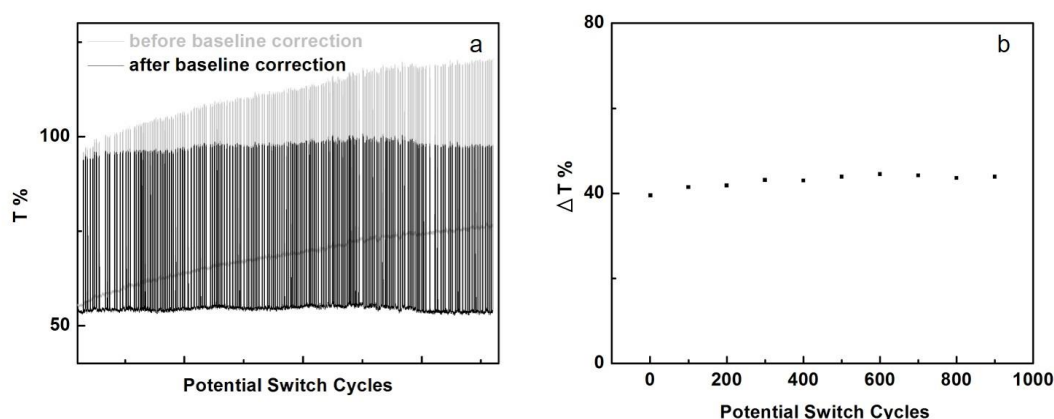 before baseline correction
after baseline correction
a
100
50
T %
Potential Switch Cycles
b
80
40
0
△ T %
0 200 400 600 800 1000
Potential Switch Cycles